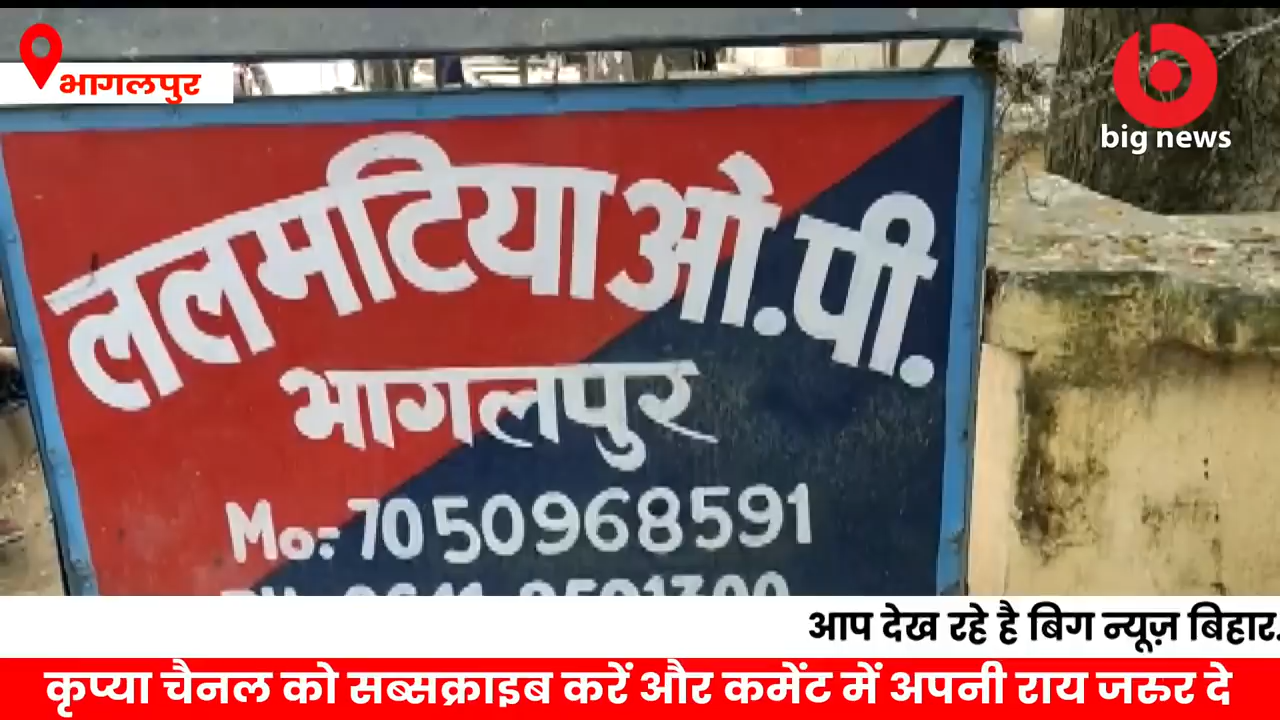 भागलपुर
big news
ललमटिया ओ.पी.
भागलपुर
Mo:- 7050968591
आप देख रहे है बिग न्यूज़ बिहार.
कृप्या चैनल को सब्सक्राइब करें और कमेंट में अपनी राय जरुर दे